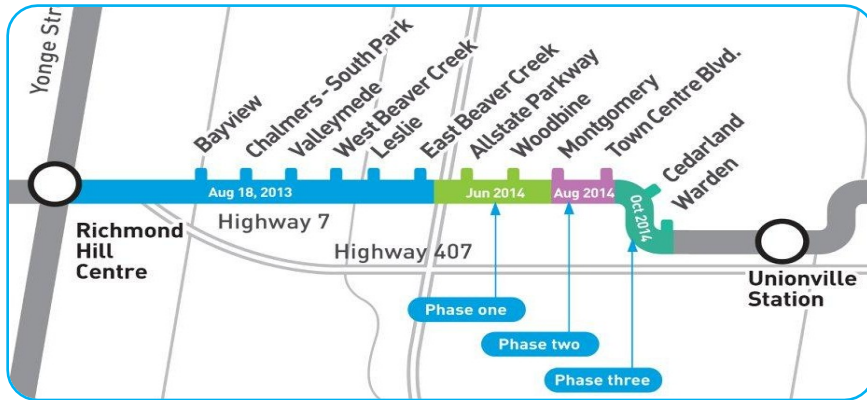 Yonge Str
Bayview
Chalmers - South Park
Valleymede
West Beaver Creek
Leslie
East Beaver Creek
Allstate Parkway
Woodbine
Montgomery
Town Centre Blvd.
Cedarland
Warden
Aug 18, 2013
Jun 2014
Aug 2014
Oct 2014
Richmond
Hill
Centre
Highway 7
Highway 407
Unionville
Station
Phase one
Phase two
Phase three